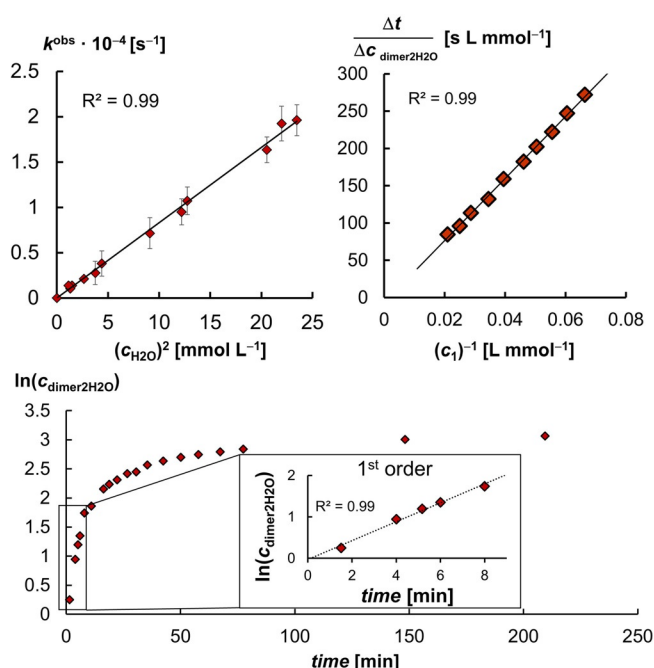 k^obs · 10⁻⁴ [s⁻¹]
2.5
2
1.5
1
0.5
0
R² = 0.99
0 5 10 15 20 25
(c_H2O)² [mmol L⁻¹]
Δt
Δc dimer2H2O
[s L mmol⁻¹]
300
250
200
150
100
50
0
R² = 0.99
0 0.02 0.04 0.06 0.08
(c₁)⁻¹ [L mmol⁻¹]
ln(c_dimer2H2O)
3.5
3
2.5
2
1.5
1
0.5
0
0 50 100 150 200 250
time [min]
1st order
R² = 0.99
ln(c_dimer2H2O)
2
1
0
0 2 4 6 8
time [min]